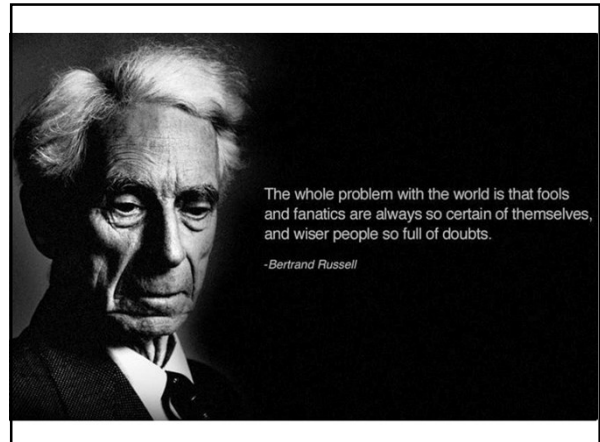 The whole problem with the world is that fools
and fanatics are always so certain of themselves,
and wiser people so full of doubts.
-Bertrand Russell